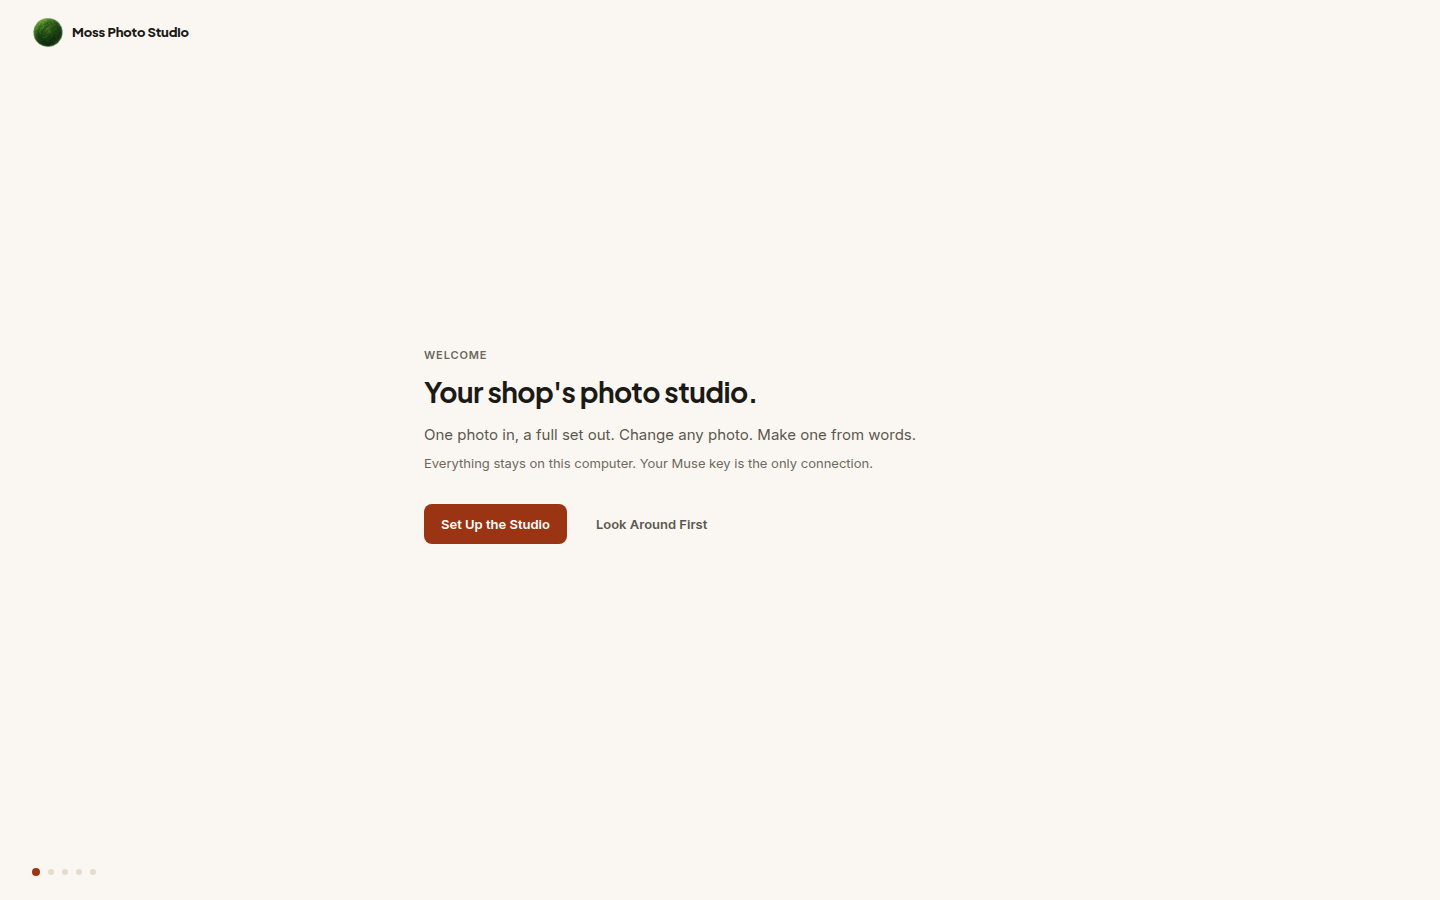 Moss Photo Studio
WELCOME
Your shop's photo studio.
One photo in, a full set out. Change any photo. Make one from words.
Everything stays on this computer. Your Muse key is the only connection.
Set Up the Studio
Look Around First